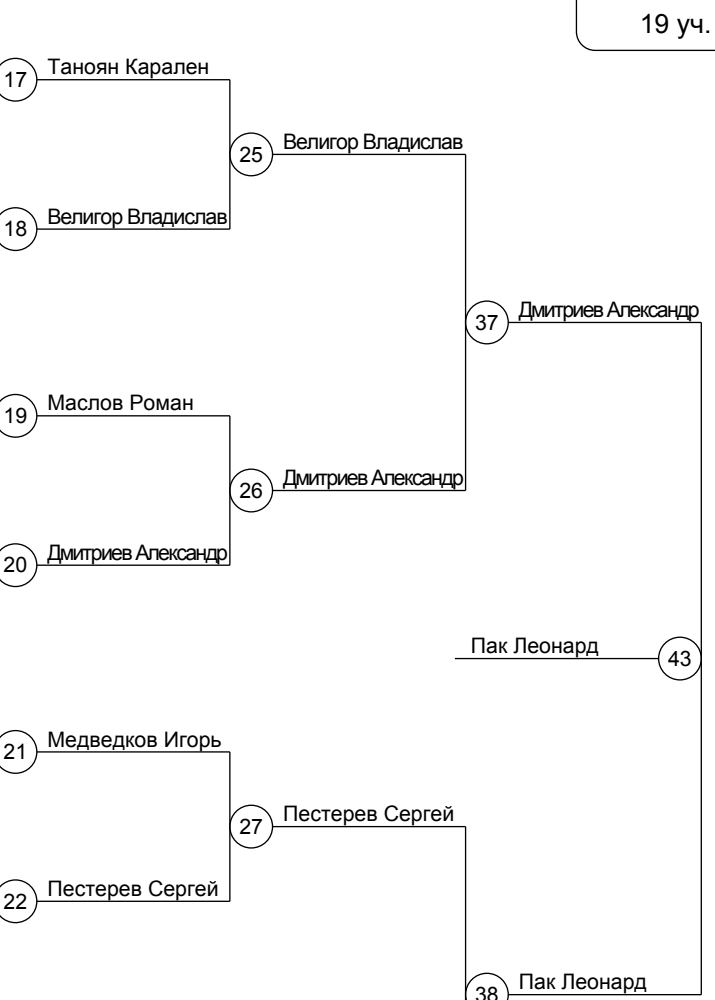 19 уч.
17 Таноян Карален
25 Велигор Владислав
18 Велигор Владислав
37 Дмитриев Александр
19 Маслов Роман
26 Дмитриев Александр
20 Дмитриев Александр
Пак Леонард 43
21 Медведков Игорь
27 Пестерев Сергей
22 Пестерев Сергей
38 Пак Леонард